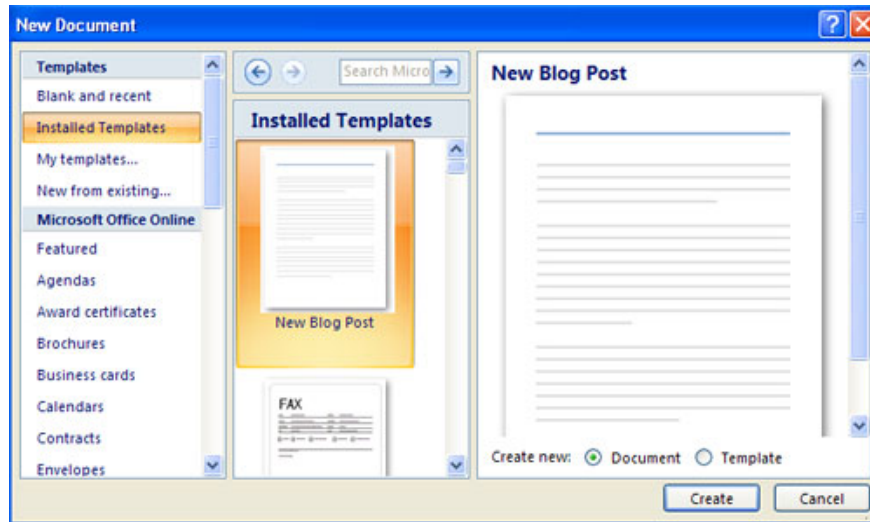 New Document
Templates
Blank and recent
Installed Templates
My templates...
New from existing...
Microsoft Office Online
Featured
Agendas
Award certificates
Brochures
Business cards
Calendars
Contracts
Envelopes
Search Micro
Installed Templates
New Blog Post
FAX
New Blog Post
Create new: Document Template
Create Cancel